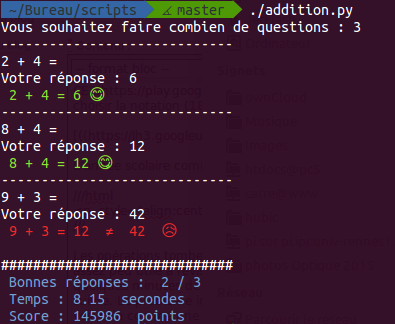 ~/Bureau/scripts master ./addition.py
Vous souhaitez faire combien de questions : 3
-----------------------------
2 + 4 =
Votre réponse : 6
2 + 4 = 6 😋
-----------------------------
8 + 4 =
Votre réponse : 12
8 + 4 = 12 😋
-----------------------------
9 + 3 =
Votre réponse : 42
9 + 3 = 12 ≠ 42 😥
#############################
Bonnes réponses : 2 / 3
Temps : 8.15 secondes
Score : 145986 points